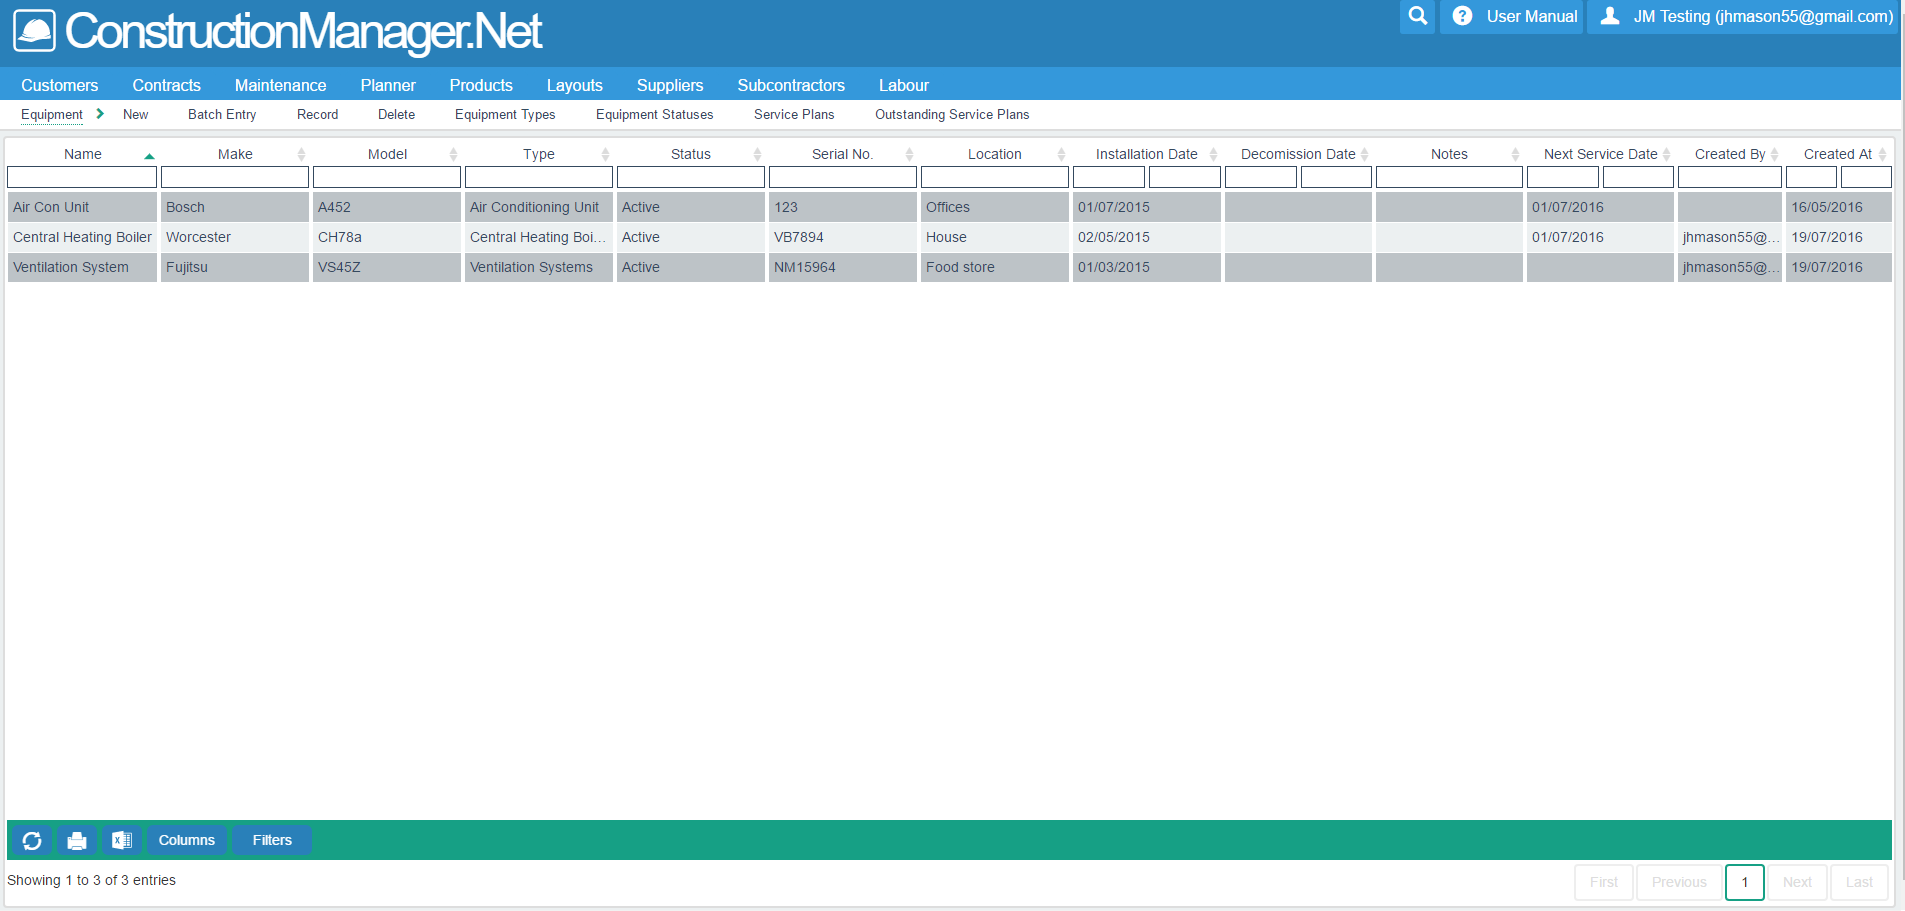 ConstructionManager.Net
? User Manual JM Testing (jhmason55@gmail.com)
Customers Contracts Maintenance Planner Products Layouts Suppliers Subcontractors Labour
Equipment New Batch Entry Record Delete Equipment Types Equipment Statuses Service Plans Outstanding Service Plans
Name Make Model Type Status Serial No. Location Installation Date Decomission Date Notes Next Service Date Created By Created At
Air Con Unit Bosch A452 Air Conditioning Unit Active 123 Offices 01/07/2015 01/07/2016 16/05/2016
Central Heating Boiler Worcester CH78a Central Heating Boi... Active VB7894 House 02/05/2015 01/07/2016 jhmason55@... 19/07/2016
Ventilation System Fujitsu VS45Z Ventilation Systems Active NM15964 Food store 01/03/2015 jhmason55@... 19/07/2016
X Columns Filters
Showing 1 to 3 of 3 entries First Previous 1 Next Last